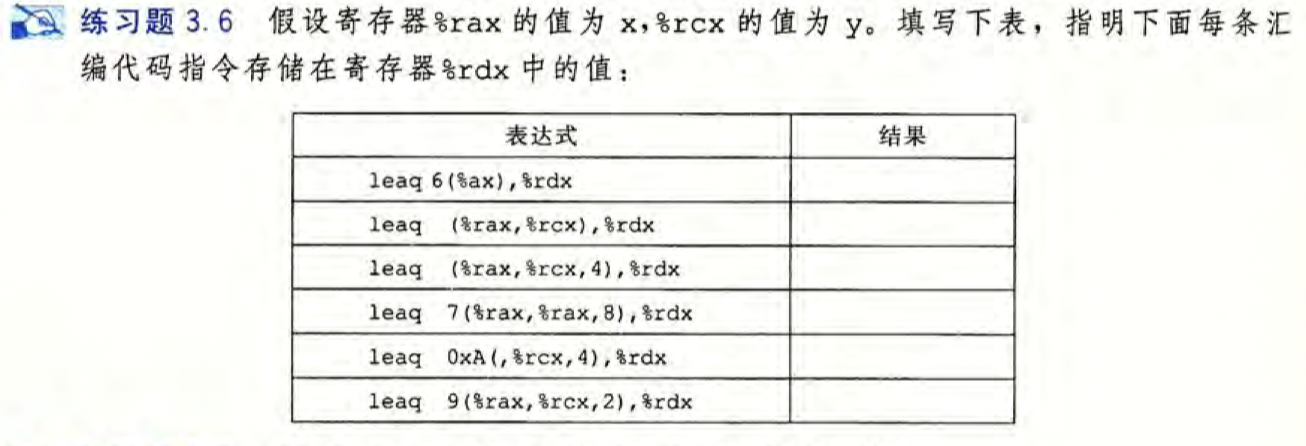 练习题 3.6 假设寄存器%rax 的值为 x,%rcx 的值为 y。填写下表，指明下面每条汇
编代码指令存储在寄存器%rdx 中的值：
表达式 结果
leaq 6(%ax),%rdx
leaq (%rax,%rcx),%rdx
leaq (%rax,%rcx,4),%rdx
leaq 7(%rax,%rax,8),%rdx
leaq 0xA(,%rcx,4),%rdx
leaq 9(%rax,%rcx,2),%rdx